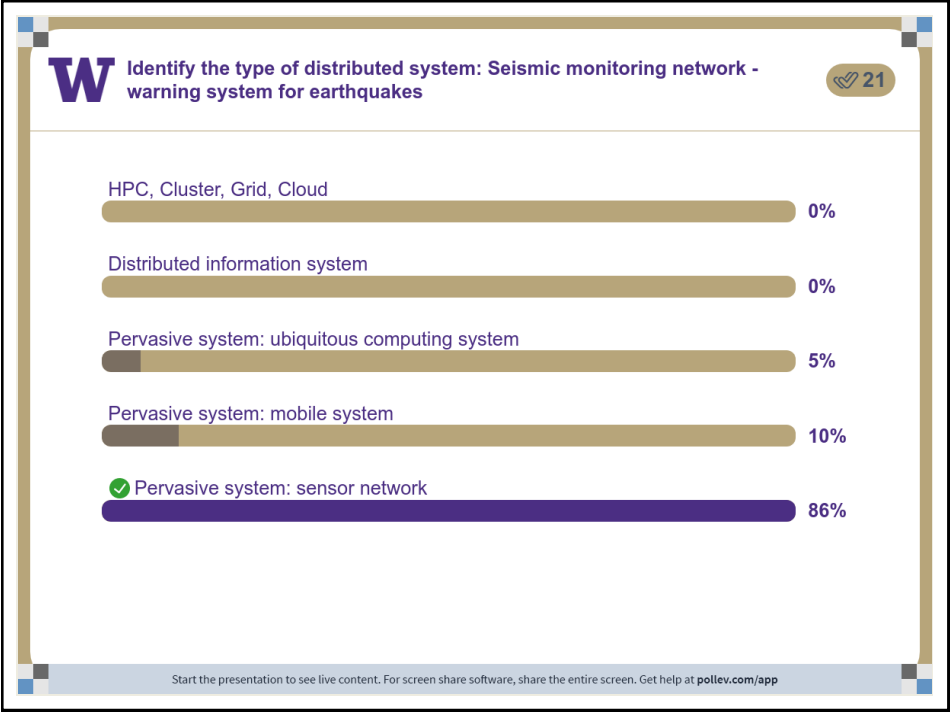 W
Identify the type of distributed system: Seismic monitoring network -
warning system for earthquakes
21
HPC, Cluster, Grid, Cloud
0%
Distributed information system
0%
Pervasive system: ubiquitous computing system
5%
Pervasive system: mobile system
10%
Pervasive system: sensor network
86%
Start the presentation to see live content. For screen share software, share the entire screen. Get help at pollev.com/app